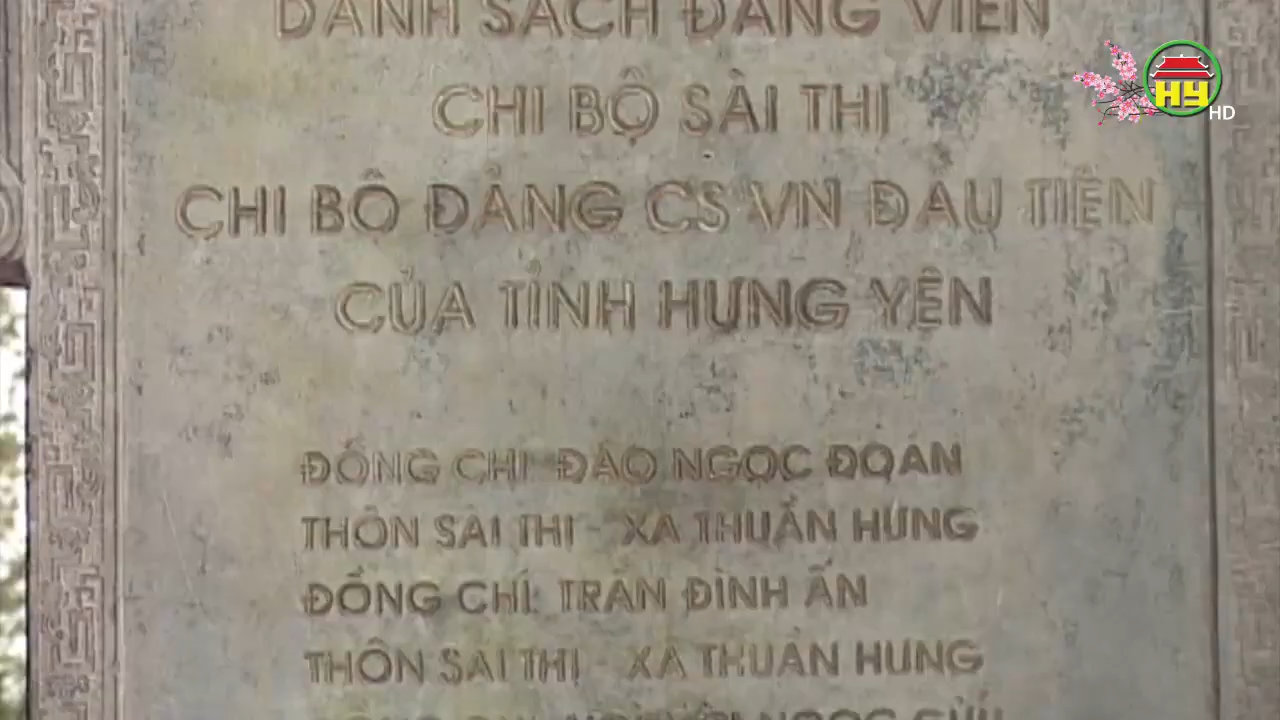 DANH SÁCH ĐẢNG VIÊN
CHI BỘ SÀI THỊ
CHI BỘ ĐẢNG CS VN ĐẦU TIÊN
CỦA TỈNH HƯNG YÊN
ĐỒNG CHÍ: ĐÀO NGỌC ĐOAN
THÔN SÀI THỊ - XÃ THUẦN HƯNG
ĐỒNG CHÍ: TRẦN ĐÌNH ẤN
THÔN SÀI THỊ - XÃ THUẦN HƯNG
HY
HD